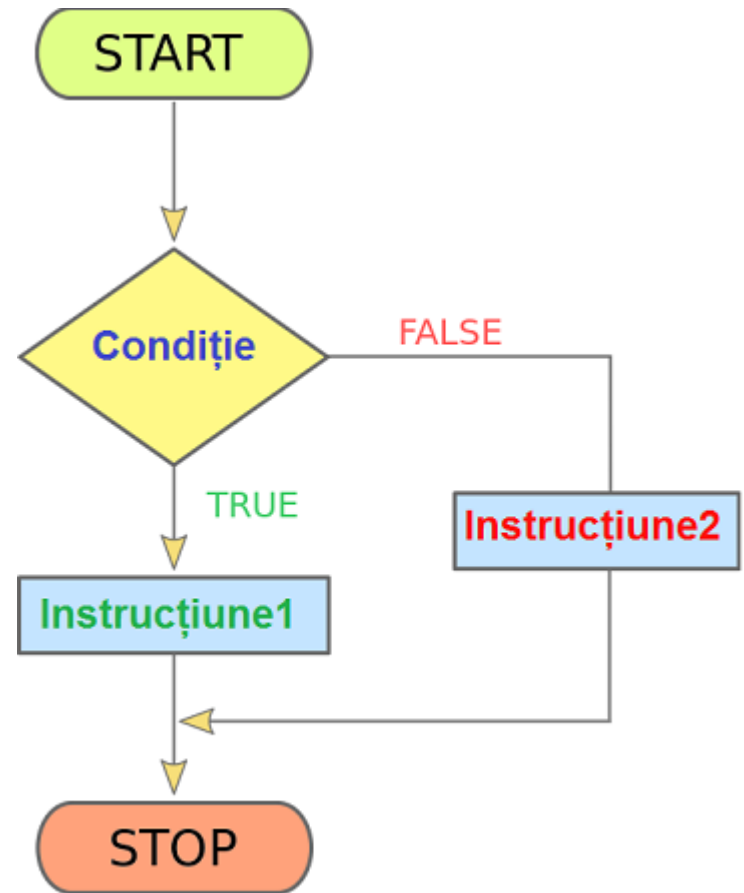 START
Condiție
FALSE
TRUE
Instrucțiune2
Instrucțiune1
STOP